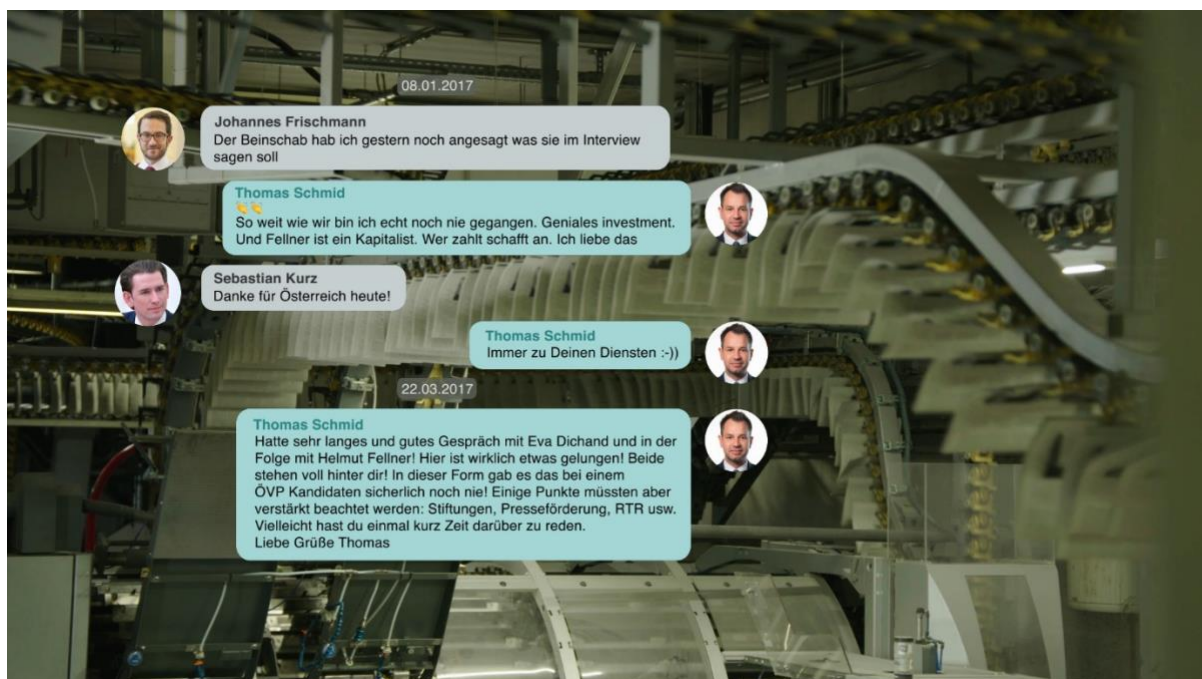 08.01.2017
Johannes Frischmann
Der Beinschab hab ich gestern noch angesagt was sie im Interview
sagen soll
Thomas Schmid
👏👏
So weit wie wir bin ich echt noch nie gegangen. Geniales investment.
Und Fellner ist ein Kapitalist. Wer zahlt schafft an. Ich liebe das
Sebastian Kurz
Danke für Österreich heute!
Thomas Schmid
Immer zu Deinen Diensten :-))
22.03.2017
Thomas Schmid
Hatte sehr langes und gutes Gespräch mit Eva Dichand und in der
Folge mit Helmut Fellner! Hier ist wirklich etwas gelungen! Beide
stehen voll hinter dir! In dieser Form gab es das bei einem
ÖVP Kandidaten sicherlich noch nie! Einige Punkte müssten aber
verstärkt beachtet werden: Stiftungen, Presseförderung, RTR usw.
Vielleicht hast du einmal kurz Zeit darüber zu reden.
Liebe Grüße Thomas